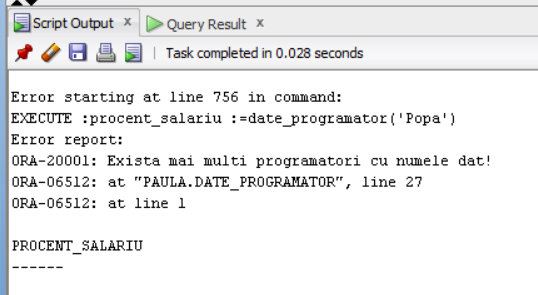 Script Output x Query Result x
Task completed in 0.028 seconds
Error starting at line 756 in command:
EXECUTE :procent_salariu :=date_programator('Popa')
Error report:
ORA-20001: Exista mai multi programatori cu numele dat!
ORA-06512: at "PAULA.DATE_PROGRAMATOR", line 27
ORA-06512: at line 1
PROCENT_SALARIU
------